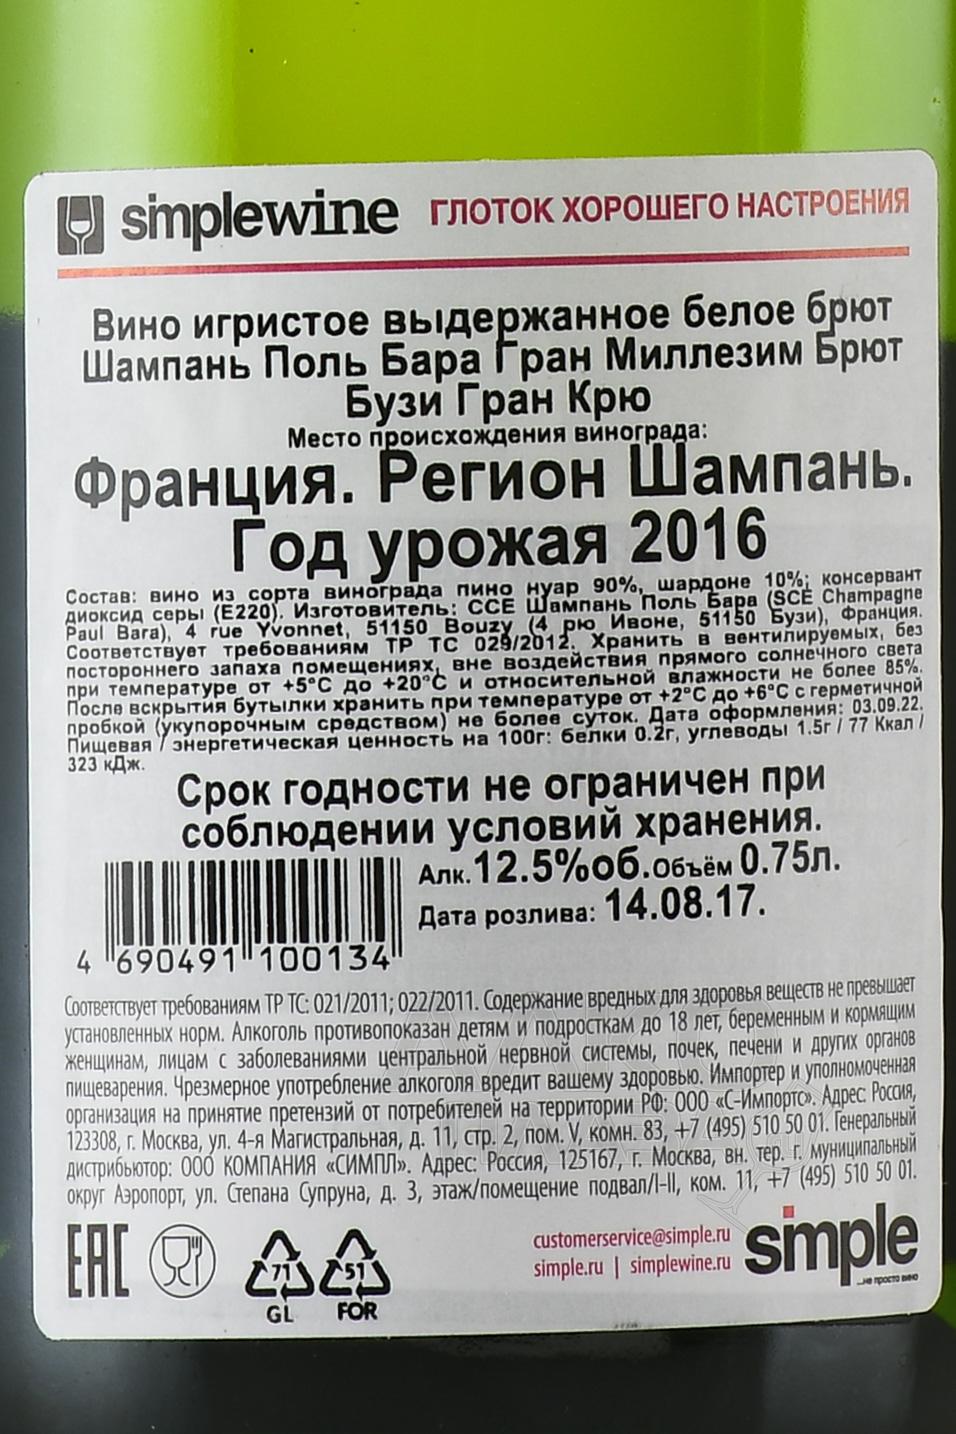 simplewine ГЛОТОК ХОРОШЕГО НАСТРОЕНИЯ
Вино игристое выдержанное белое брют
Шампань Поль Бара Гран Миллезим Брют
Бузи Гран Крю
Место происхождения винограда:
Франция. Регион Шампань.
Год урожая 2016
Состав: вино из сорта винограда пино нуар 90%, шардоне 10%; консервант
диоксид серы (E220). Изготовитель: ССЕ Шампань Поль Бара (SCE Champagne
Paul Bara), 4 rue Yvonnet, 51150 Bouzy (4 рю Ивоне, 51150 Бузи), Франция.
Соответствует требованиям ТР ТС 029/2012. Хранить в вентилируемых, без
постороннего запаха помещениях, вне воздействия прямого солнечного света
при температуре от +5°C до +20°C и относительной влажности не более 85%.
После вскрытия бутылки хранить при температуре от +2°C до +6°C с герметичной
пробкой (укупорочным средством) не более суток. Дата оформления: 03.09.22.
Пищевая / энергетическая ценность на 100г: белки 0.2г, углеводы 1.5г / 77 Ккал /
323 кДж.
Срок годности не ограничен при
соблюдении условий хранения.
Алк. 12.5%об. Объём 0.75л.
Дата розлива: 14.08.17.
4 690491 100134
Соответствует требованиям ТР ТС: 021/2011; 022/2011. Содержание вредных для здоровья веществ не превышает
установленных норм. Алкоголь противопоказан детям и подросткам до 18 лет, беременным и кормящим
женщинам, лицам с заболеваниями центральной нервной системы, почек, печени и других органов
пищеварения. Чрезмерное употребление алкоголя вредит вашему здоровью. Импортер и уполномоченная
организация на принятие претензий от потребителей на территории РФ: ООО «С-Импортс». Адрес: Россия,
123308, г. Москва, ул. 4-я Магистральная, д. 11, стр. 2, пом. V, комн. 83, +7 (495) 510 50 01. Генеральный
дистрибьютор: ООО КОМПАНИЯ «СИМПЛ». Адрес: Россия, 125167, г. Москва, вн. тер. г. муниципальный
округ Аэропорт, ул. Степана Супруна, д. 3, этаж/помещение подвал/I-II, ком. 11, +7 (495) 510 50 01.
EAC
71
GL
51
FOR
customerservice@simple.ru
simple.ru | simplewine.ru
simple
...не просто вино